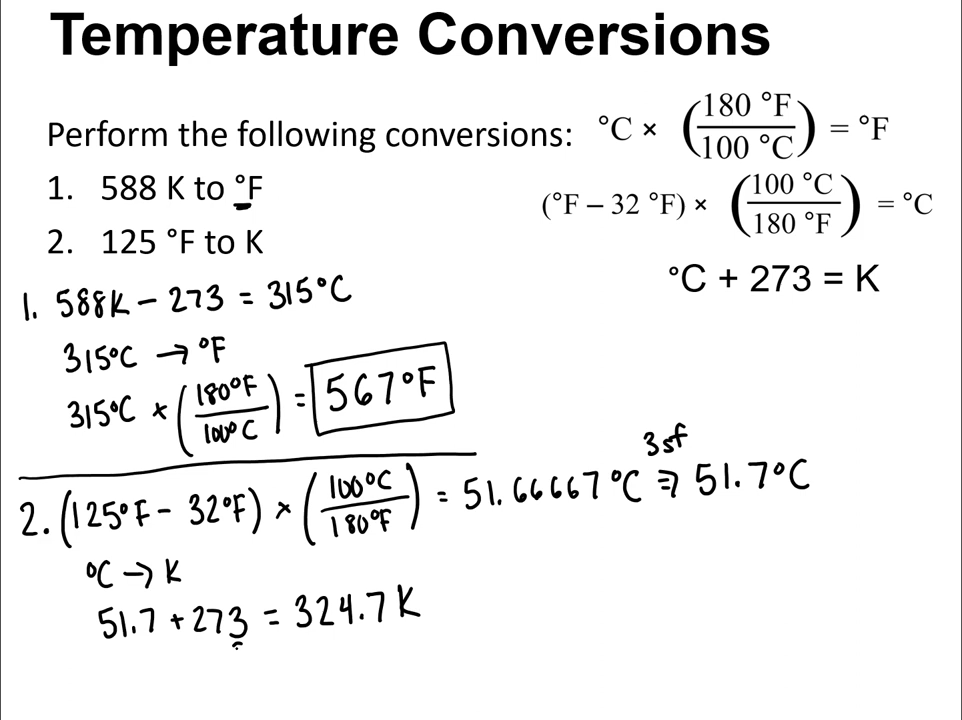 Temperature Conversions
Perform the following conversions:
°C × (180 °F / 100 °C) = °F
1. 588 K to °F
(°F – 32 °F) × (100 °C / 180 °F) = °C
2. 125 °F to K
°C + 273 = K
1. 588K – 273 = 315°C
315°C → °F
315°C × (180°F / 100°C) = 567°F
3 sf
2. (125°F – 32°F) × (100°C / 180°F) = 51.66667°C ⇒ 51.7°C
°C → K
51.7 + 273 = 324.7 K